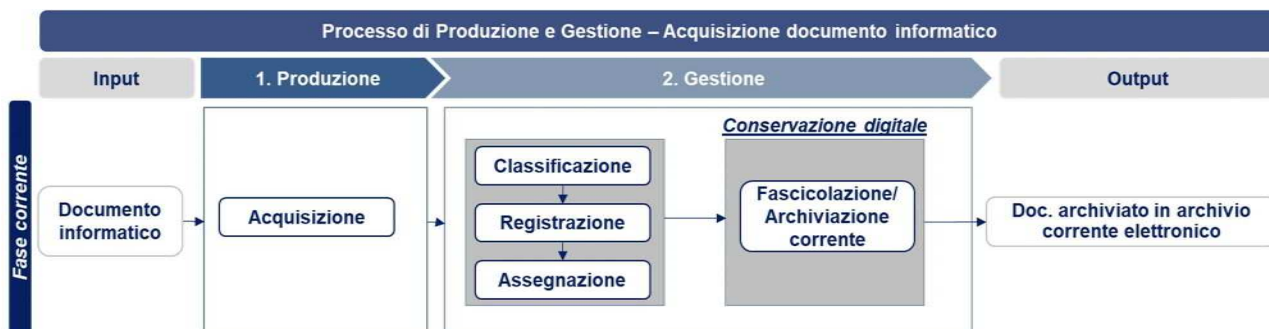 Processo di Produzione e Gestione – Acquisizione documento informatico
Input
1. Produzione
2. Gestione
Output
Fase corrente
Documento
informatico
Acquisizione
Classificazione
Registrazione
Assegnazione
Conservazione digitale
Fascicolazione/
Archiviazione
corrente
Doc. archiviato in archivio
corrente elettronico